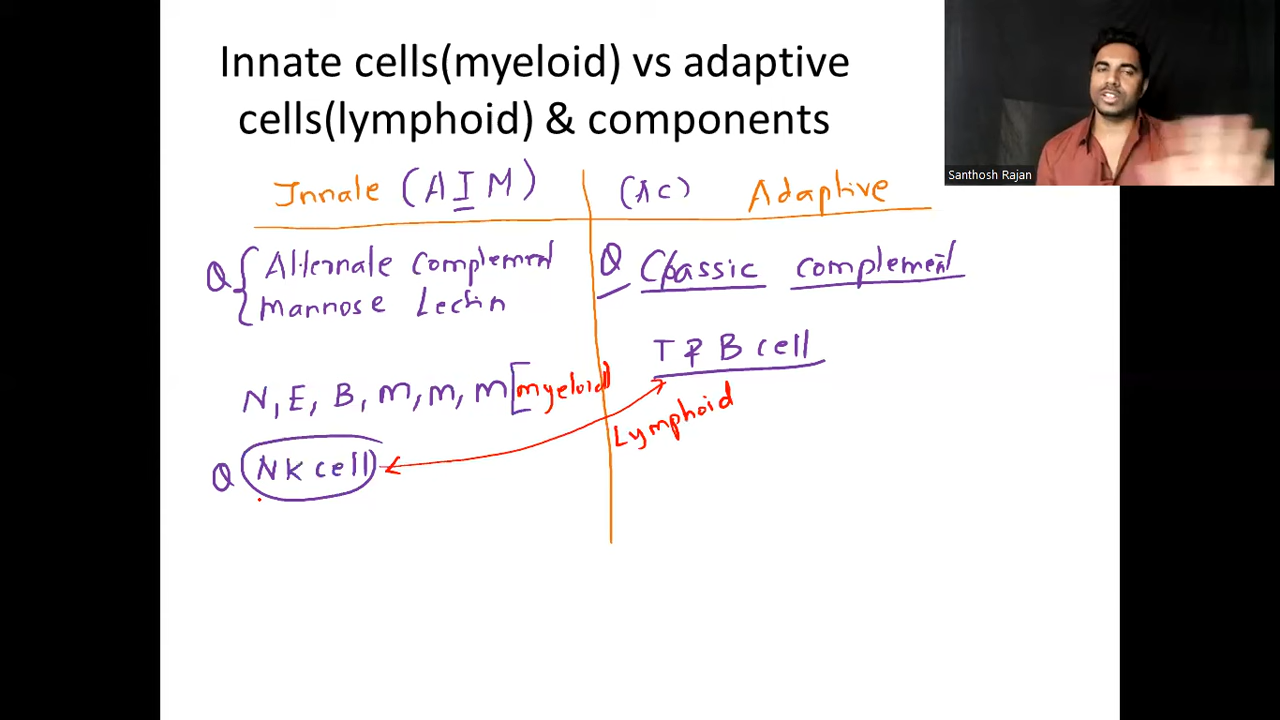 Innate cells(myeloid) vs adaptive
cells(lymphoid) & components
Santhosh Rajan
Innate (AIM)
(AC) Adaptive
Q { Alternate complement
Mannose Lectin
Q Classic complement
T & B cell
N, E, B, m, m, m [myeloid]
Lymphoid
Q NK cell